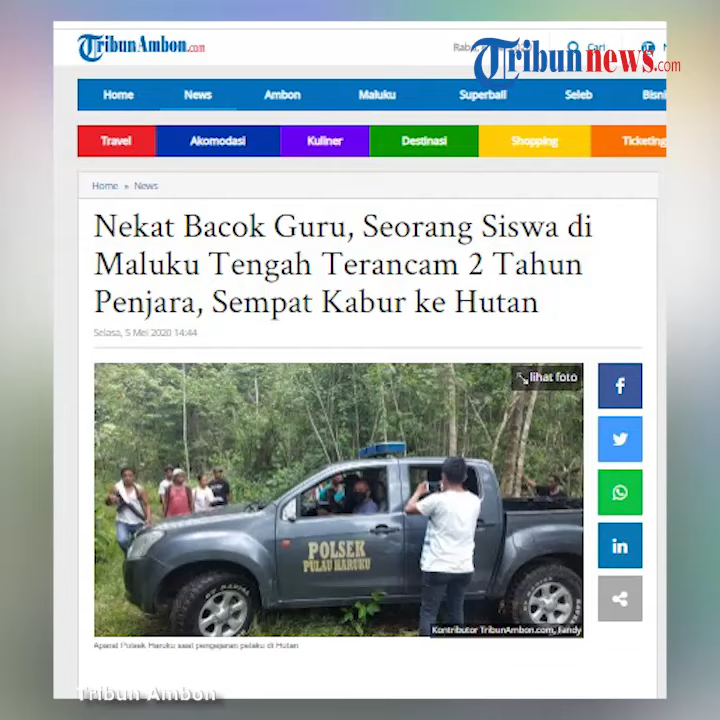 TribunAmbon.com
Cari
Tribunnews.com
Home News Ambon Maluku Superball Seleb
Travel Akomodasi Kuliner Destinasi Shopping Ticketing
Home » News
Nekat Bacok Guru, Seorang Siswa di
Maluku Tengah Terancam 2 Tahun
Penjara, Sempat Kabur ke Hutan
Selasa, 5 Mei 2020 14:44
lihat foto
POLSEK
PULAU HARUKU
Kontributor TribunAmbon.com, Fandy
Aparat Polsek Haruku saat pengejaran pelaku di Hutan
Tribun Ambon